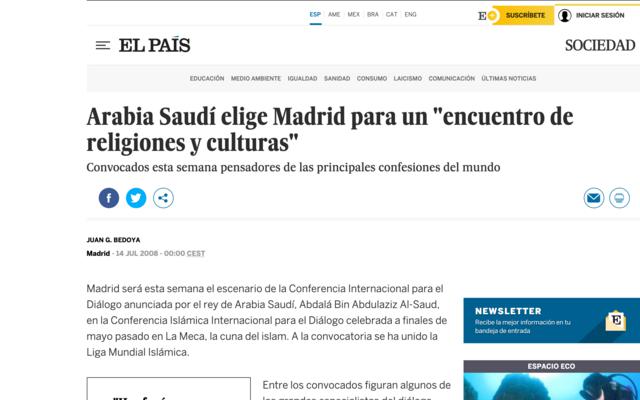 ESP AME MEX BRA CAT ENG
E+ SUSCRÍBETE INICIAR SESIÓN
EL PAÍS
SOCIEDAD
EDUCACIÓN MEDIO AMBIENTE IGUALDAD SANIDAD CONSUMO LAICISMO COMUNICACIÓN ÚLTIMAS NOTICIAS
Arabia Saudí elige Madrid para un "encuentro de
religiones y culturas"
Convocados esta semana pensadores de las principales confesiones del mundo
JUAN G. BEDOYA
Madrid - 14 JUL 2008 - 00:00 CEST
Madrid será esta semana el escenario de la Conferencia Internacional para el
Diálogo anunciada por el rey de Arabia Saudí, Abdalá Bin Abdulaziz Al-Saud,
en la Conferencia Islámica Internacional para el Diálogo celebrada a finales de
mayo pasado en La Meca, la cuna del islam. A la convocatoria se ha unido la
Liga Mundial Islámica.
NEWSLETTER
Recibe la mejor información en tu
bandeja de entrada
E
ESPACIO ECO
Entre los convocados figuran algunos de